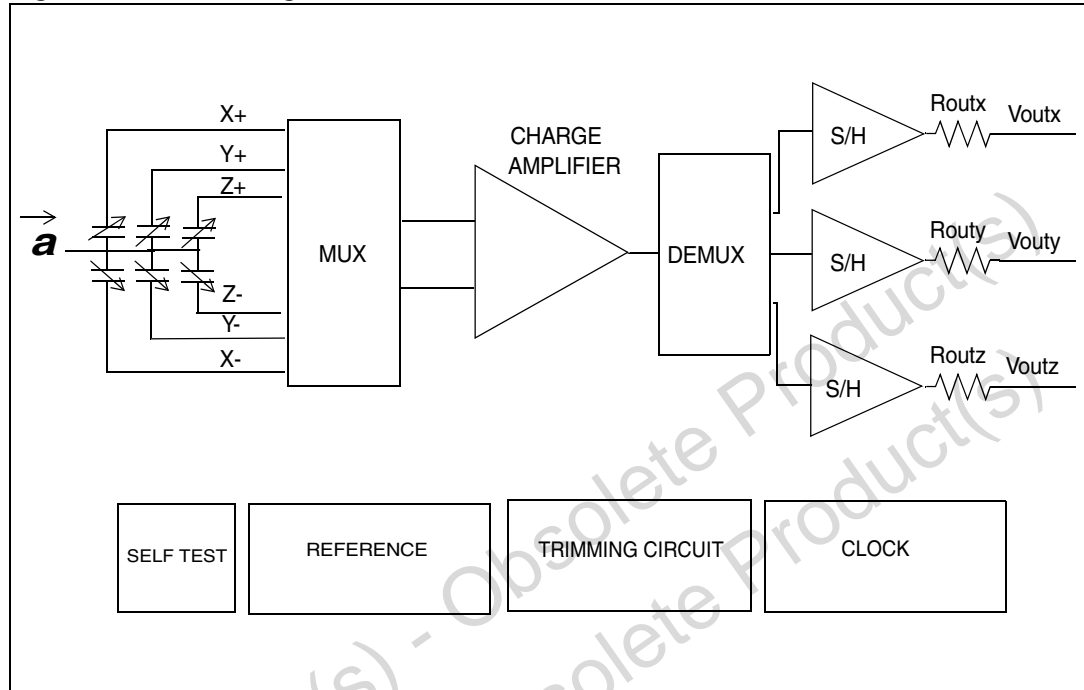 X+
Y+
Z+
a
Z-
Y-
X-
MUX
CHARGE
AMPLIFIER
DEMUX
S/H
Routx
Voutx
S/H
Routy
Vouty
S/H
Routz
Voutz
SELF TEST
REFERENCE
TRIMMING CIRCUIT
CLOCK
(s) - Obsolete Product(s)
solete Product(s)